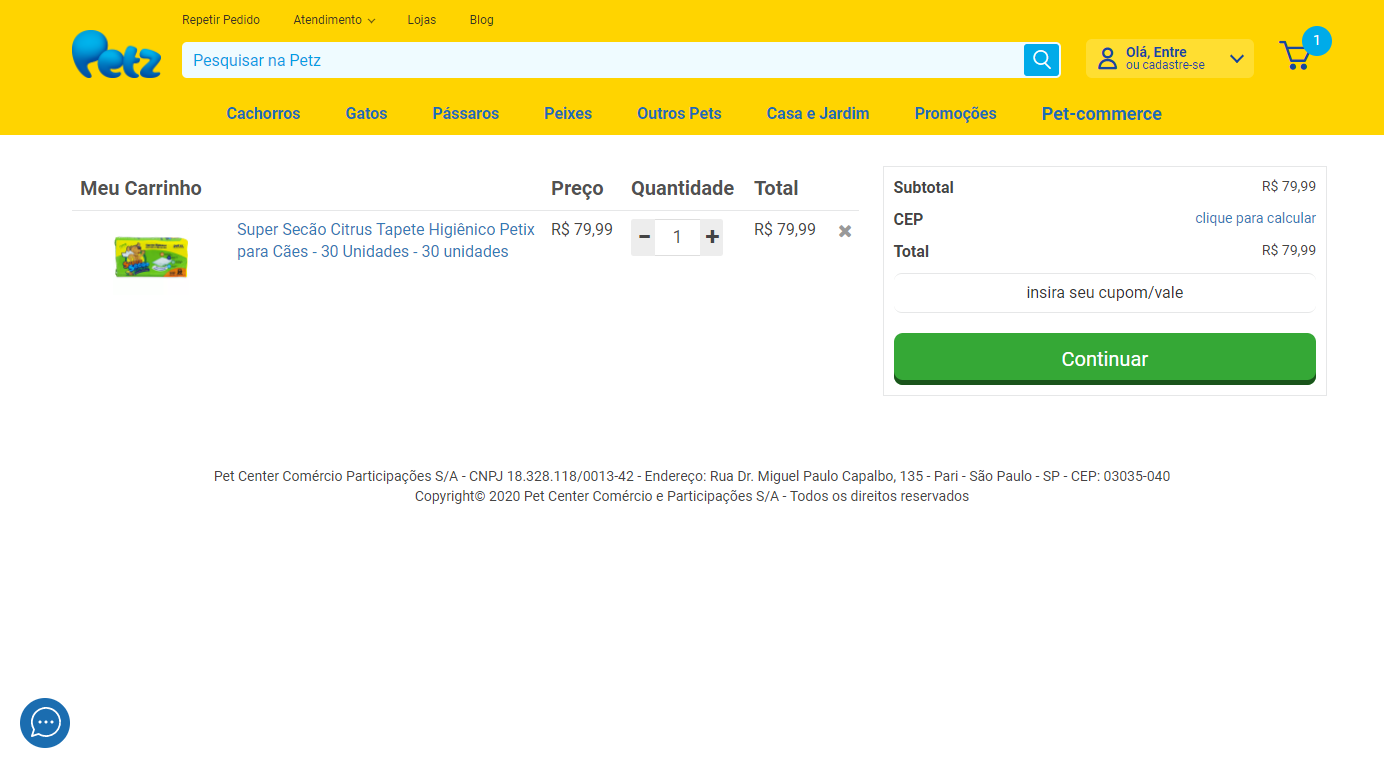 Repetir Pedido Atendimento Lojas Blog
Petz
Pesquisar na Petz
Olá, Entre
ou cadastre-se
1
Cachorros Gatos Pássaros Peixes Outros Pets Casa e Jardim Promoções Pet-commerce
Meu Carrinho Preço Quantidade Total
Super Secão Citrus Tapete Higiênico Petix R$ 79,99 − 1 + R$ 79,99 ✖
para Cães - 30 Unidades - 30 unidades
Subtotal R$ 79,99
CEP clique para calcular
Total R$ 79,99
insira seu cupom/vale
Continuar
Pet Center Comércio Participações S/A - CNPJ 18.328.118/0013-42 - Endereço: Rua Dr. Miguel Paulo Capalbo, 135 - Pari - São Paulo - SP - CEP: 03035-040
Copyright© 2020 Pet Center Comércio e Participações S/A - Todos os direitos reservados